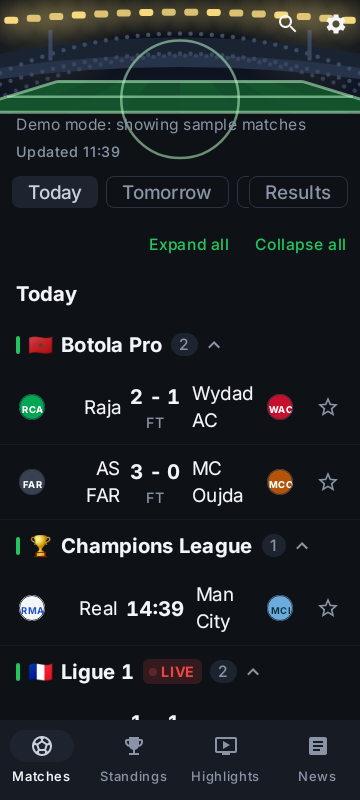 Demo mode: showing sample matches
Updated 11:39
Today Tomorrow Results
Expand all Collapse all
Today
Botola Pro 2
RCA Raja 2 - 1 FT Wydad AC WAC
FAR AS FAR 3 - 0 FT MC Oujda MCO
Champions League 1
RMA Real 14:39 Man City MCI
Ligue 1 LIVE 2
Matches Standings Highlights News